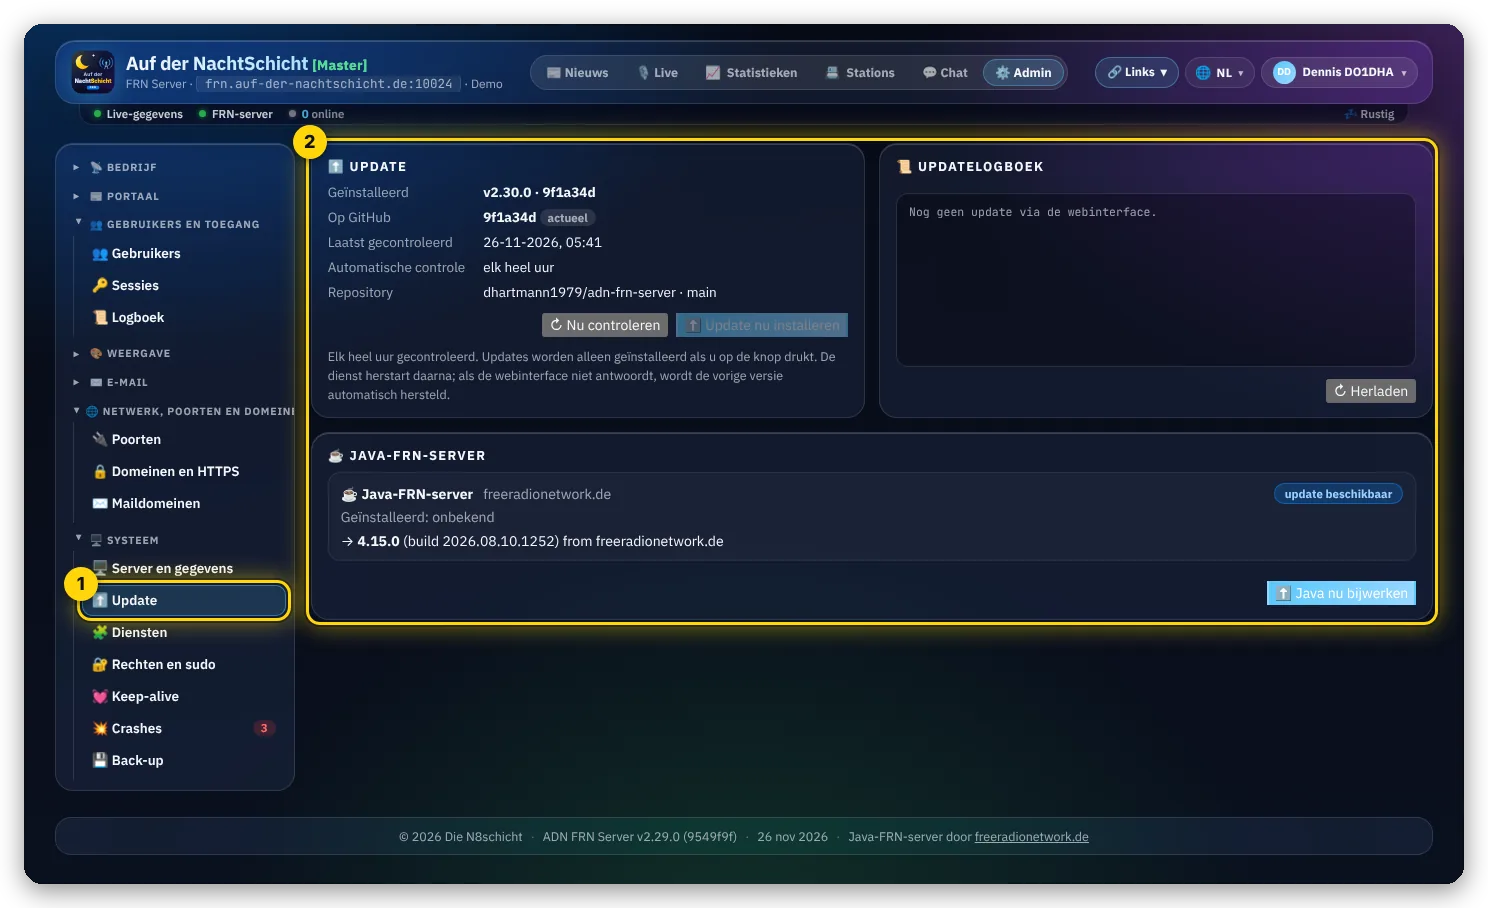 Auf der NachtSchicht [Master]
FRN Server · frn.auf-der-nachtschicht.de:10024 · Demo
Nieuws
Live
Statistieken
Stations
Chat
Admin
Links ▾
NL ▾
DD Dennis DO1DHA ▾
Live-gegevens
FRN-server
0 online
Rustig
BEDRIJF
PORTAAL
GEBRUIKERS EN TOEGANG
Gebruikers
Sessies
Logboek
WEERGAVE
E-MAIL
NETWERK, POORTEN EN DOMEINE
Poorten
Domeinen en HTTPS
Maildomeinen
SYSTEEM
Server en gegevens
1
Update
Diensten
Rechten en sudo
Keep-alive
Crashes 3
Back-up
2
UPDATE
Geïnstalleerd v2.30.0 · 9f1a34d
Op GitHub 9f1a34d actueel
Laatst gecontroleerd 26-11-2026, 05:41
Automatische controle elk heel uur
Repository dhartmann1979/adn-frn-server · main
↻ Nu controleren
Update nu installeren
Elk heel uur gecontroleerd. Updates worden alleen geïnstalleerd als u op de knop drukt. De
dienst herstart daarna; als de webinterface niet antwoordt, wordt de vorige versie
automatisch hersteld.
UPDATELOGBOEK
Nog geen update via de webinterface.
↻ Herladen
JAVA-FRN-SERVER
Java-FRN-server freeradionetwork.de
update beschikbaar
Geïnstalleerd: onbekend
→ 4.15.0 (build 2026.08.10.1252) from freeradionetwork.de
Java nu bijwerken
© 2026 Die N8schicht · ADN FRN Server v2.29.0 (9549f9f) · 26 nov 2026 · Java-FRN-server door freeradionetwork.de